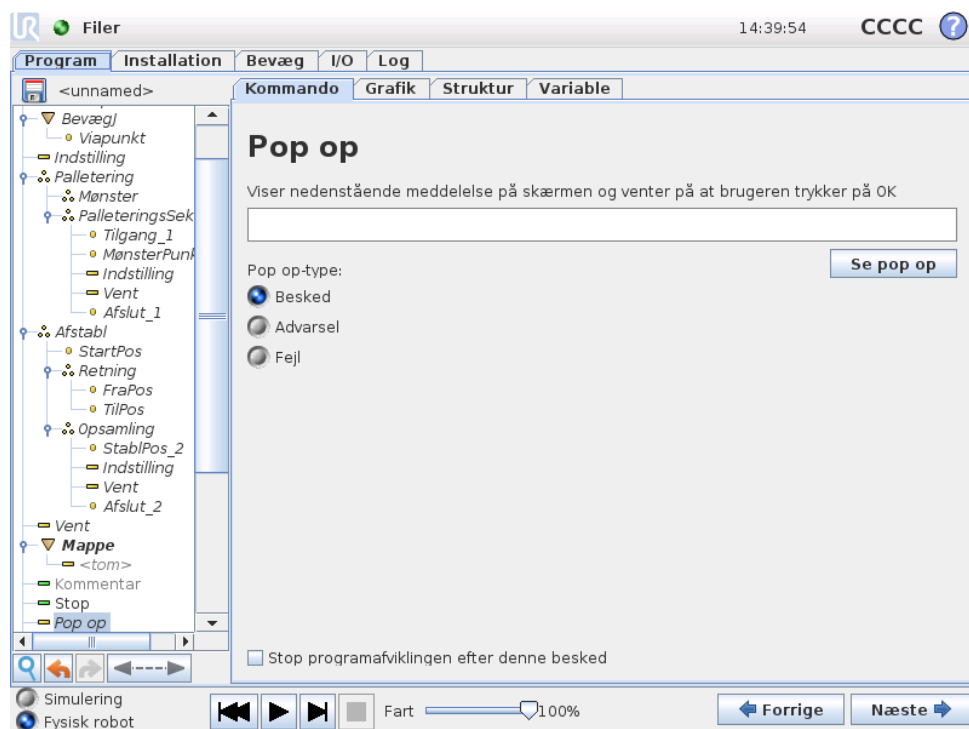 UR Filer 14:39:54 CCCC ?
Program Installation Bevæg I/O Log
<unnamed>
Kommando Grafik Struktur Variable
BevægJ
Viapunkt
Indstilling
Palletering
Mønster
PalleteringsSek
Tilgang_1
MønsterPunk
Indstilling
Vent
Afslut_1
Afstabl
StartPos
Retning
FraPos
TilPos
Opsamling
StablPos_2
Indstilling
Vent
Afslut_2
Vent
Mappe
<tom>
Kommentar
Stop
Pop op
Pop op
Viser nedenstående meddelelse på skærmen og venter på at brugeren trykker på OK
Se pop op
Pop op-type:
Besked
Advarsel
Fejl
Stop programafviklingen efter denne besked
Simulering
Fysisk robot
Fart 100%
Forrige Næste